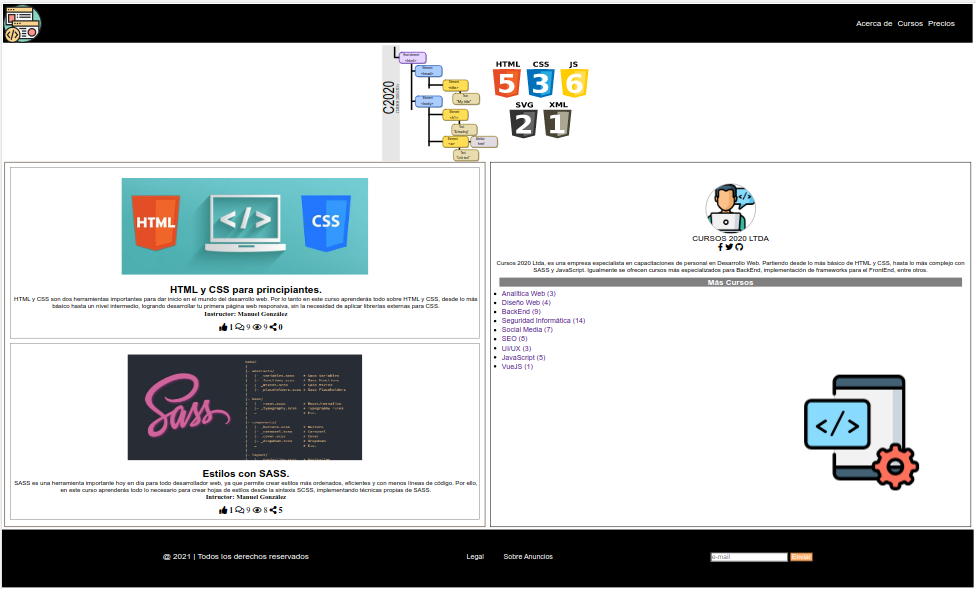 Acerca de Cursos Precios
C2020
HTML CSS JS
5 3 6
SVG XML
2 1
HTML </> CSS
HTML y CSS para principiantes.
HTML y CSS son dos herramientas importantes para dar inicio en el mundo del desarrollo web. Por lo tanto en este curso aprenderás todo sobre HTML y CSS, desde lo más
básico hasta un nivel intermedio, logrando desarrollar tu primera página web responsiva, sin la necesidad de aplicar librerías externas para CSS.
Intructor: Manuel González
1 9 9 0
Sass
Estilos con SASS.
SASS es una herramienta importante hoy en día para todo desarrollador web, ya que permite crear estilos más ordenados, eficientes y con menos líneas de código. Por ello,
en este curso aprenderás todo lo necesario para crear hojas de estilos desde la sintaxis SCSS, implementando técnicas propias de SASS.
Intructor: Manuel González
1 9 8 5
CURSOS 2020 LTDA
Cursos 2020 Ltda, es una empresa especialista en capacitaciones de personal en Desarrollo Web. Partiendo desde lo más básico de HTML y CSS, hasta lo más complejo con
SASS y JavaScript. Igualmente se ofrecen cursos más especializados para BackEnd, implementación de frameworks para el FrontEnd, entre otros.
Más Cursos
Analítica Web (3)
Diseño Web (4)
BackEnd (9)
Seguridad Informática (14)
Social Media (7)
SEO (5)
UI/UX (3)
JavaScript (5)
VueJS (1)
</>
@ 2021 | Todos los derechos reservados
Legal
Sobre Anuncios
e-mail
Enviar